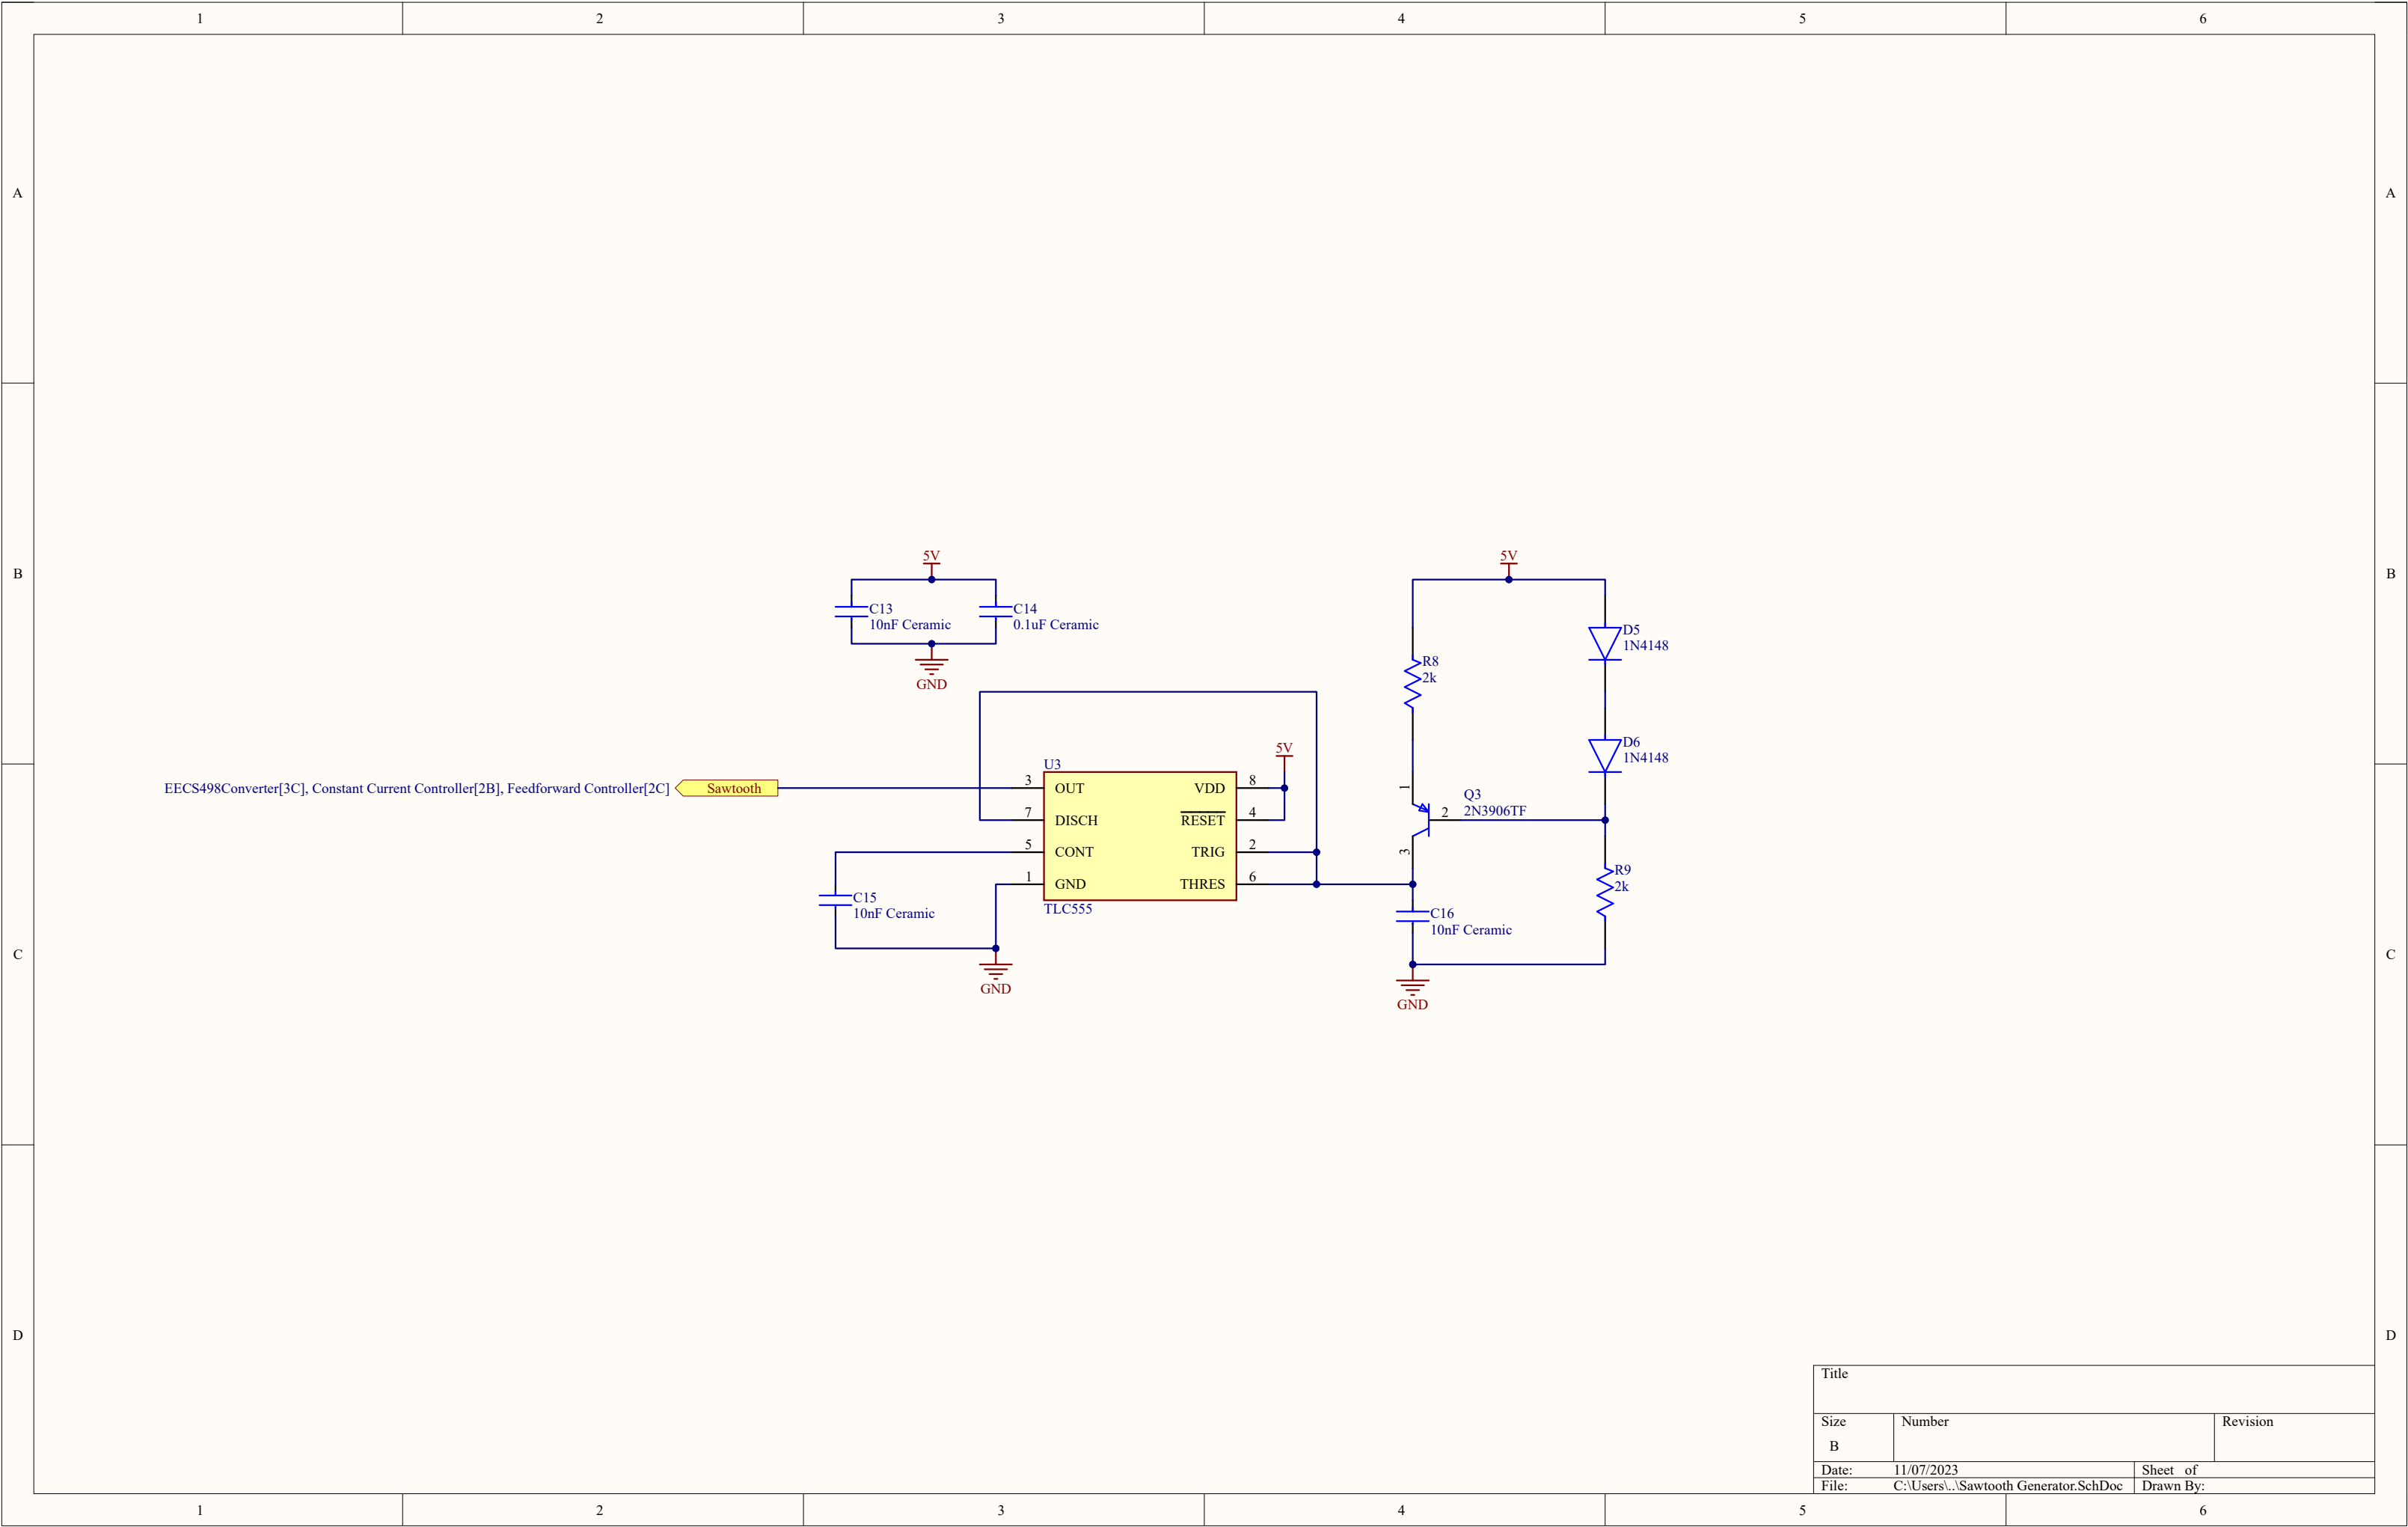 1 2 3 4 5 6
A A
B B
C C
D D
5V
C13
10nF Ceramic
C14
0.1uF Ceramic
GND
5V
D5
1N4148
R8
2k
D6
1N4148
5V
U3
EECS498Converter[3C], Constant Current Controller[2B], Feedforward Controller[2C]
Sawtooth
3 OUT VDD 8
7 DISCH RESET 4
5 CONT TRIG 2
1 GND THRES 6
TLC555
1
Q3
2N3906TF
2
3
R9
2k
C15
10nF Ceramic
C16
10nF Ceramic
GND
GND
Title
Size Number Revision
B
Date: 11/07/2023 Sheet of
File: C:\Users\..\Sawtooth Generator.SchDoc Drawn By:
1 2 3 4 5 6